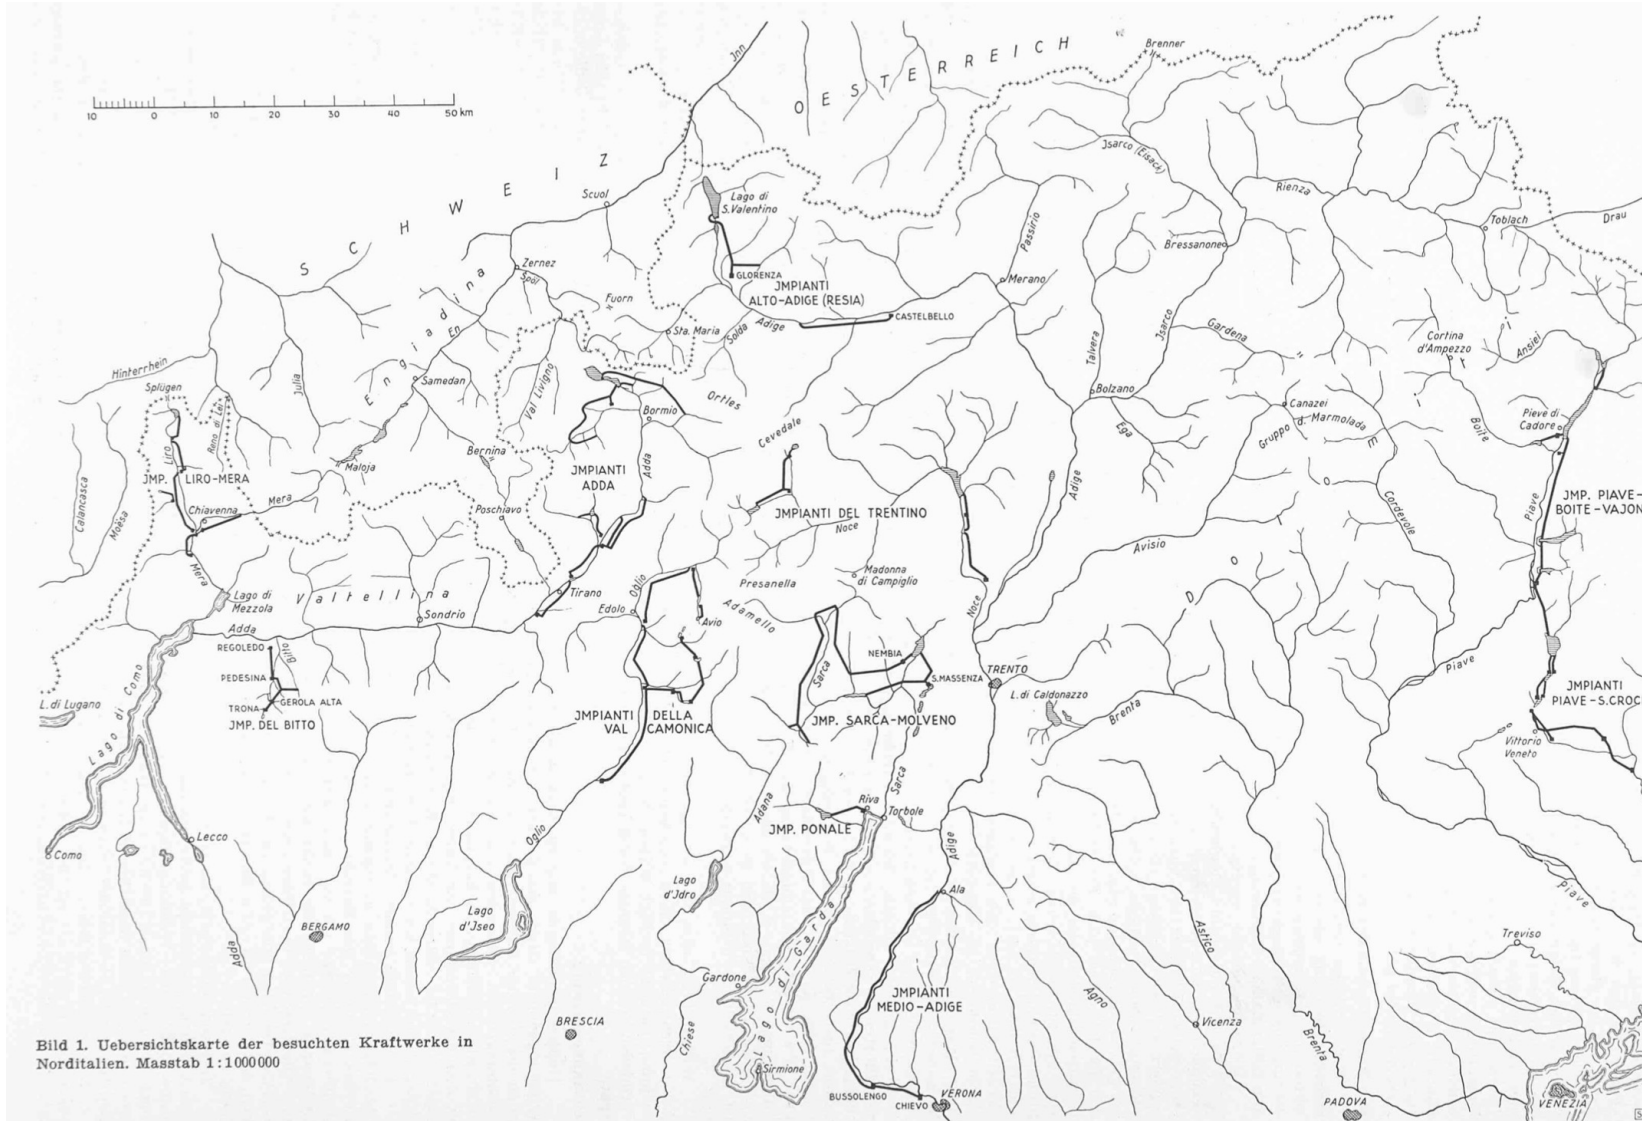 Brenner
OESTERREICH
Jnn
10 0 10 20 30 40 50 km
Jsarco (Eisack)
SCHWEIZ
Scuol
Lago di
S.Valentino
Rienza
Toblach
Drau
Passirio
Bressanone
Zernez
Spöl
GLORENZA
Merano
JMPIANTI
ALTO-ADIGE (RESIA)
Fuorn
Engiadina
En
Sta. Maria
Solda
Adige
CASTELBELLO
Talvera
Jsarco
Gardena
Cortina
d'Ampezzo
Ansiei
Hinterrhein
Splügen
Julia
Samedan
Val Livigno
Ortles
Bormio
Bolzano
Canazei
Gruppo d. Marmolada
Boite
Pieve di
Cadore
Reno di Lei
Liro
Maloja
Bernina
Cevedale
Ega
JMP. LIRO-MERA
JMPIANTI
ADDA
Adda
Adige
Calancasca
Moësa
Chiavenna
Mera
Poschiavo
JMPIANTI DEL TRENTINO
Noce
Cordevole
Piave
JMP. PIAVE-
BOITE-VAJON
Avisio
DO
Mera
Lago di
Mezzola
Valtellina
Tirano
Oglio
Edolo
Presanella
Madonna
di Campiglio
Noce
Sondrio
Adda
Avio
Adamello
REGOLEDO
Bitto
NEMBIA
Sarca
PEDESINA
S.MASSENZA
TRENTO
Piave
L. di Lugano
Lago di Como
TRONA
GEROLA ALTA
JMP. DEL BITTO
JMPIANTI DELLA
VAL CAMONICA
JMP. SARCA-MOLVENO
L. di Caldonazzo
Brenta
JMPIANTI
PIAVE-S.CROC
Vittorio
Veneto
Sarca
Riva
Torbole
Adana
JMP. PONALE
Lecco
Como
Oglio
Adige
Lago
d'Jdro
Ala
Piave
Lago
d'Jseo
BERGAMO
Adda
Lago di Garda
Astico
Treviso
Gardone
JMPIANTI
MEDIO-ADIGE
Agno
BRESCIA
Chiese
Vicenza
Brenta
Bild 1. Uebersichtskarte der besuchten Kraftwerke in
Norditalien. Masstab 1:1000000
Sirmione
BUSSOLENGO
CHIEVO
VERONA
PADOVA
VENEZIA